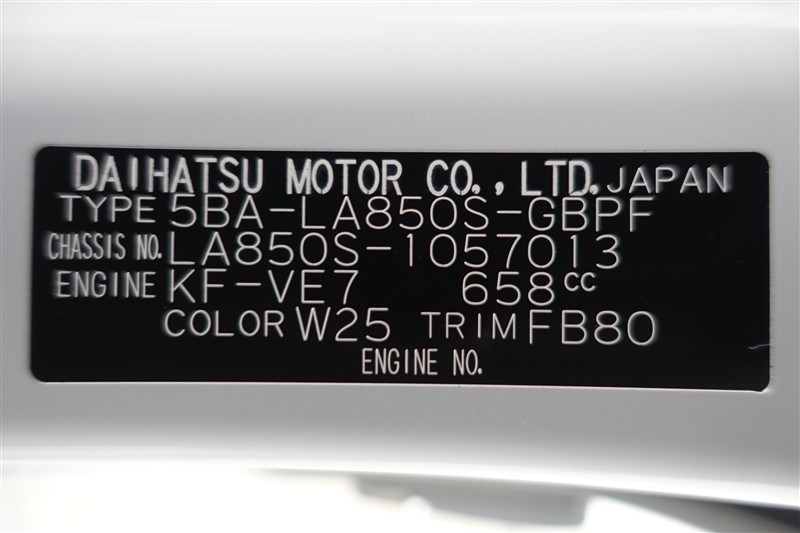 DAIHATSU MOTOR CO., LTD. JAPAN
TYPE 5BA-LA850S-GBPF
CHASSIS NO. LA850S-1057013
ENGINE KF-VE7 658cc
COLOR W25 TRIM FB80
ENGINE NO.